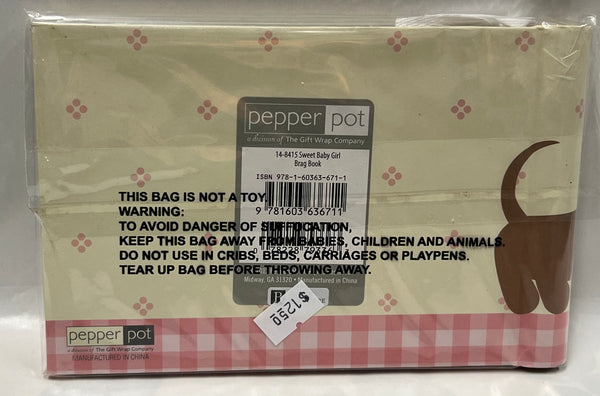 pepper pot
a division of The Gift Wrap Company
14-8415 Sweet Baby Girl
Brag Book
ISBN 978-1-60363-671-1
THIS BAG IS NOT A TOY.
WARNING:
9 781603 636711
TO AVOID DANGER OF SUFFOCATION,
KEEP THIS BAG AWAY FROM BABIES, CHILDREN AND ANIMALS.
DO NOT USE IN CRIBS, BEDS, CARRIAGES OR PLAYPENS.
TEAR UP BAG BEFORE THROWING AWAY.
Midway, GA 31320 • Manufactured in China
$12.50
pepper pot
a division of The Gift Wrap Company
MANUFACTURED IN CHINA